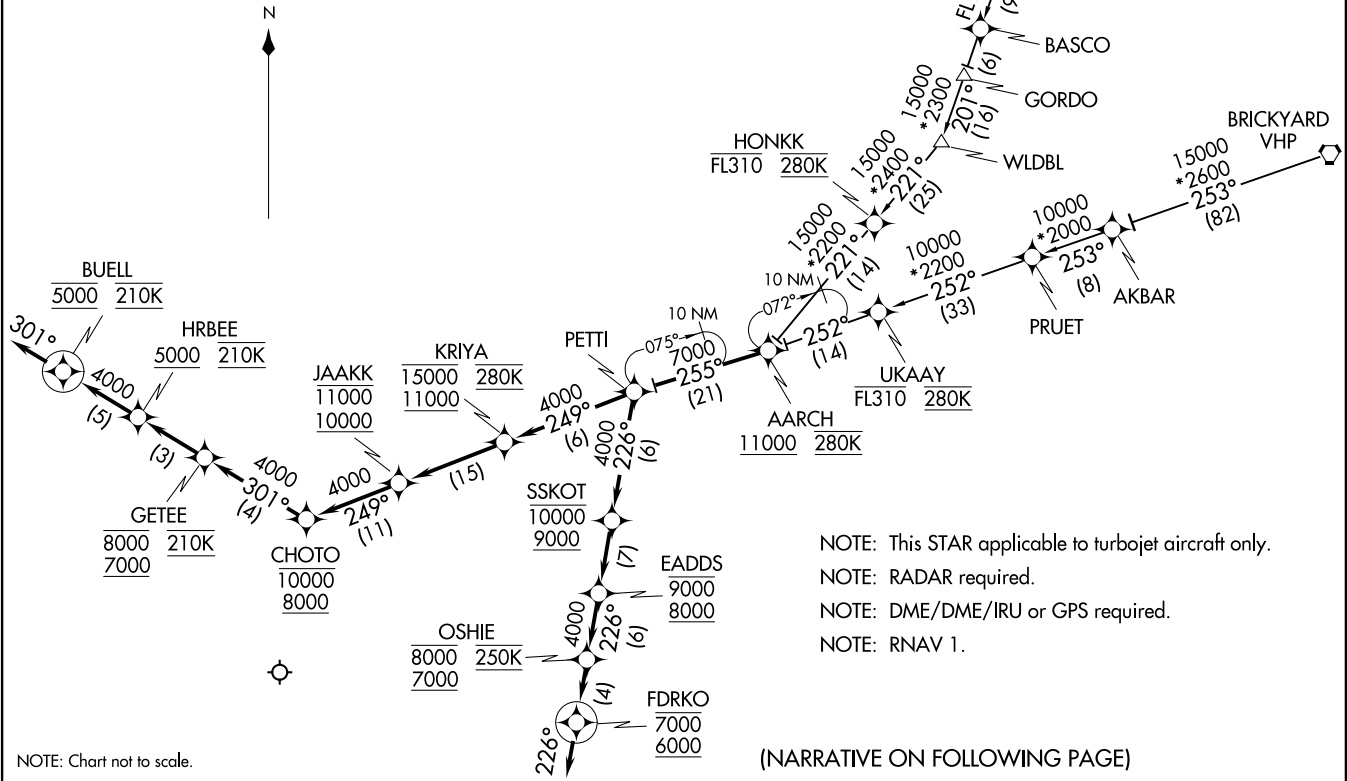 N
FL
(9
BASCO
(6)
GORDO
15000
*2300
201°
(16)
WLDBL
BRICKYARD
VHP
HONKK
FL310 280K
15000
*2400
221°
(25)
15000
*2600
253°
(82)
15000
*2200
221°
(14)
10000
*2000
253°
(8)
AKBAR
10000
*2200
252°
(33)
PRUET
10 NM
072°
252°
(14)
UKAAY
FL310 280K
10 NM
075°
7000
255°
(21)
AARCH
11000 280K
PETTI
BUELL
5000 210K
301°
HRBEE
5000 210K
4000
(5)
(3)
GETEE
8000 210K
7000
4000
301°
(4)
CHOTO
10000
8000
JAAKK
11000
10000
4000
249°
(11)
KRIYA
15000 280K
11000
(15)
4000
249°
(6)
4000
226°
(6)
SSKOT
10000
9000
(7)
EADDS
9000
8000
4000
226°
(6)
OSHIE
8000 250K
7000
(4)
FDRKO
7000
6000
226°
NOTE: This STAR applicable to turbojet aircraft only.
NOTE: RADAR required.
NOTE: DME/DME/IRU or GPS required.
NOTE: RNAV 1.
NOTE: Chart not to scale.
(NARRATIVE ON FOLLOWING PAGE)